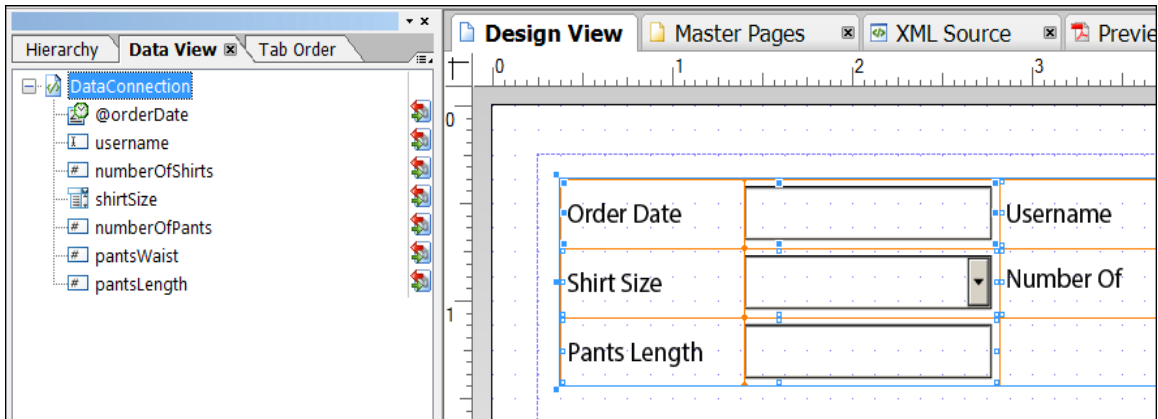 Hierarchy Data View Tab Order
DataConnection
@orderDate
username
numberOfShirts
shirtSize
numberOfPants
pantsWaist
pantsLength
Design View Master Pages XML Source Previe
0 1 2 3
0
1
Order Date Username
Shirt Size Number Of
Pants Length